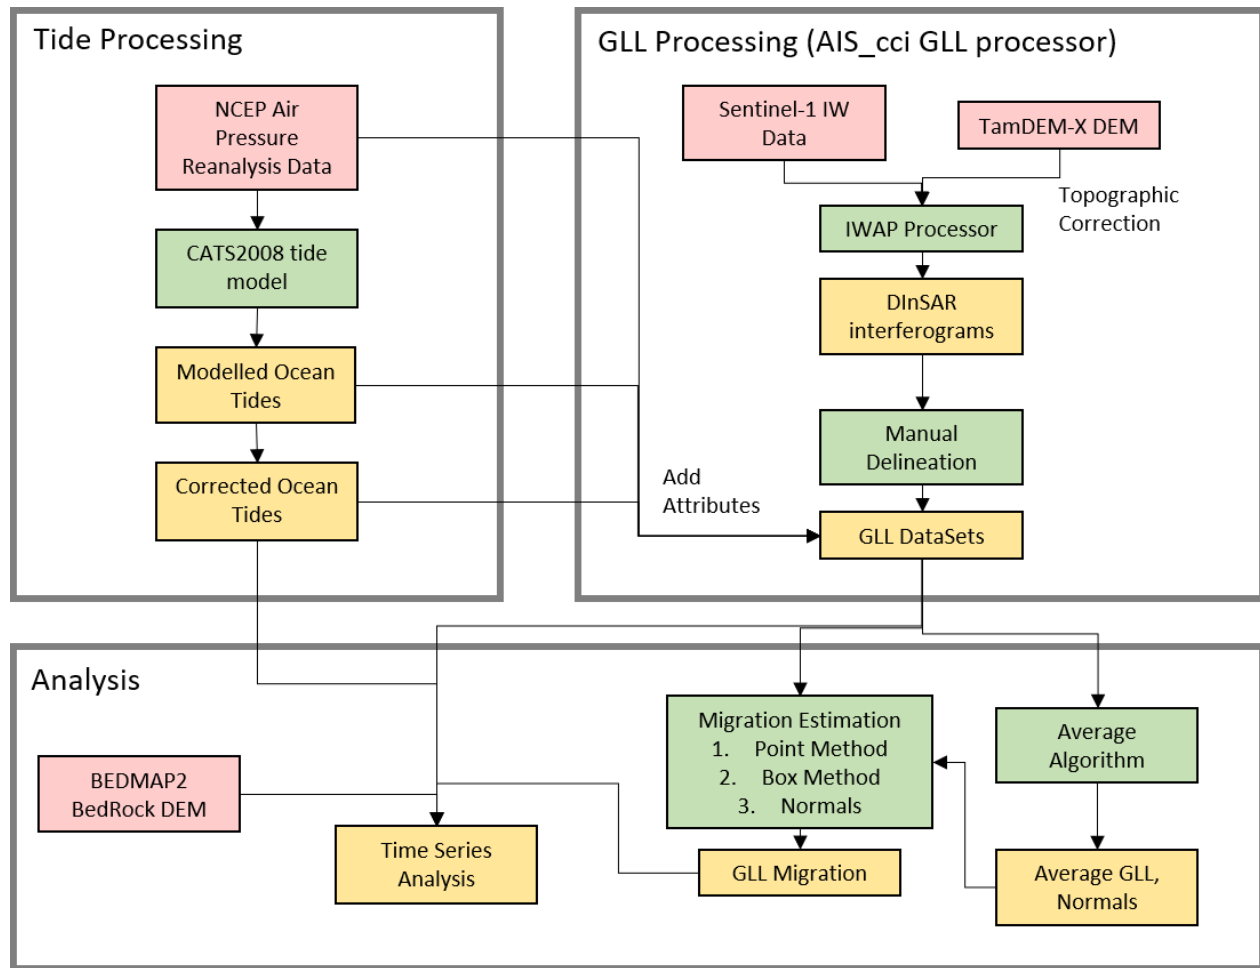 Tide Processing
NCEP Air
Pressure
Reanalysis Data
CATS2008 tide
model
Modelled Ocean
Tides
Corrected Ocean
Tides
GLL Processing (AIS_cci GLL processor)
Sentinel-1 IW
Data
TamDEM-X DEM
Topographic
Correction
IWAP Processor
DInSAR
interferograms
Manual
Delineation
Add
Attributes
GLL DataSets
Analysis
BEDMAP2
BedRock DEM
Time Series
Analysis
Migration Estimation
1. Point Method
2. Box Method
3. Normals
GLL Migration
Average
Algorithm
Average GLL,
Normals